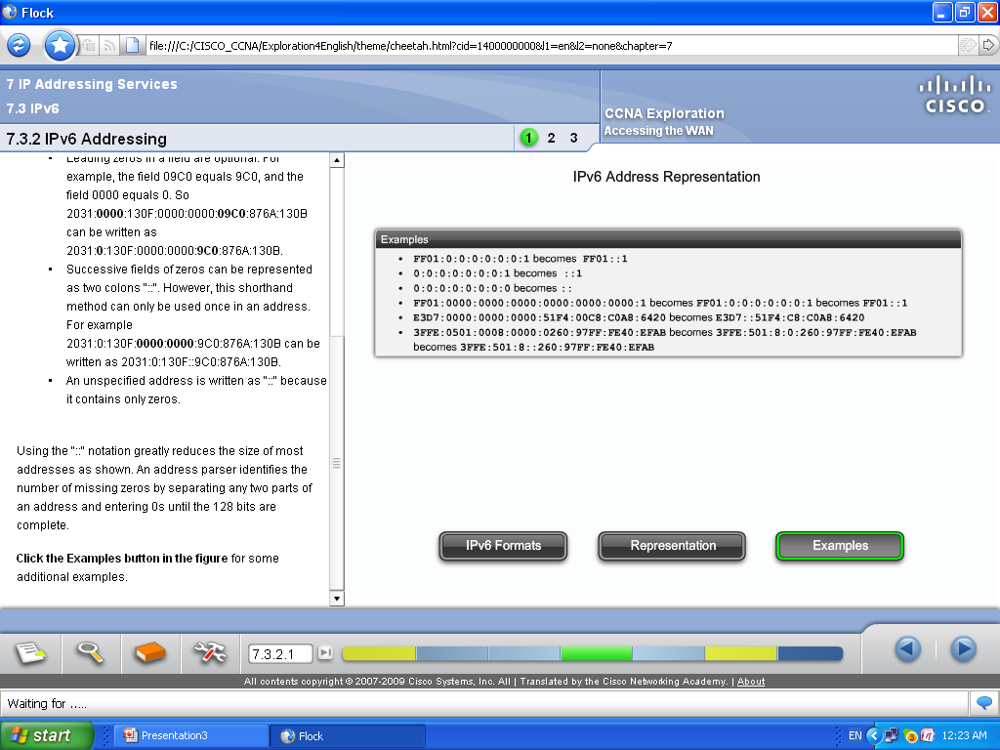 Flock
file:///C:/CISCO_CCNA/Exploration4English/theme/cheetah.html?cid=1400000000&l1=en&l2=none&chapter=7
7 IP Addressing Services
7.3 IPv6
CCNA Exploration
Accessing the WAN
CISCO
7.3.2 IPv6 Addressing
1 2 3
• Leading zeros in a field are optional. For
example, the field 09C0 equals 9C0, and the
field 0000 equals 0. So
2031:0000:130F:0000:0000:09C0:876A:130B
can be written as
2031:0:130F:0000:0000:9C0:876A:130B.
• Successive fields of zeros can be represented
as two colons "::". However, this shorthand
method can only be used once in an address.
For example
2031:0:130F:0000:0000:9C0:876A:130B can be
written as 2031:0:130F::9C0:876A:130B.
• An unspecified address is written as "::" because
it contains only zeros.
Using the "::" notation greatly reduces the size of most
addresses as shown. An address parser identifies the
number of missing zeros by separating any two parts of
an address and entering 0s until the 128 bits are
complete.
Click the Examples button in the figure for some
additional examples.
IPv6 Address Representation
Examples
• FF01:0:0:0:0:0:0:1 becomes FF01::1
• 0:0:0:0:0:0:0:1 becomes ::1
• 0:0:0:0:0:0:0:0 becomes ::
• FF01:0000:0000:0000:0000:0000:0000:1 becomes FF01:0:0:0:0:0:0:1 becomes FF01::1
• E3D7:0000:0000:0000:51F4:00C8:C0A8:6420 becomes E3D7::51F4:C8:C0A8:6420
• 3FFE:0501:0008:0000:0260:97FF:FE40:EFAB becomes 3FFE:501:8:0:260:97FF:FE40:EFAB
becomes 3FFE:501:8::260:97FF:FE40:EFAB
IPv6 Formats
Representation
Examples
7.3.2.1
All contents copyright © 2007-2009 Cisco Systems, Inc. All | Translated by the Cisco Networking Academy. | About
Waiting for .....
start
Presentation3
Flock
EN
12:23 AM